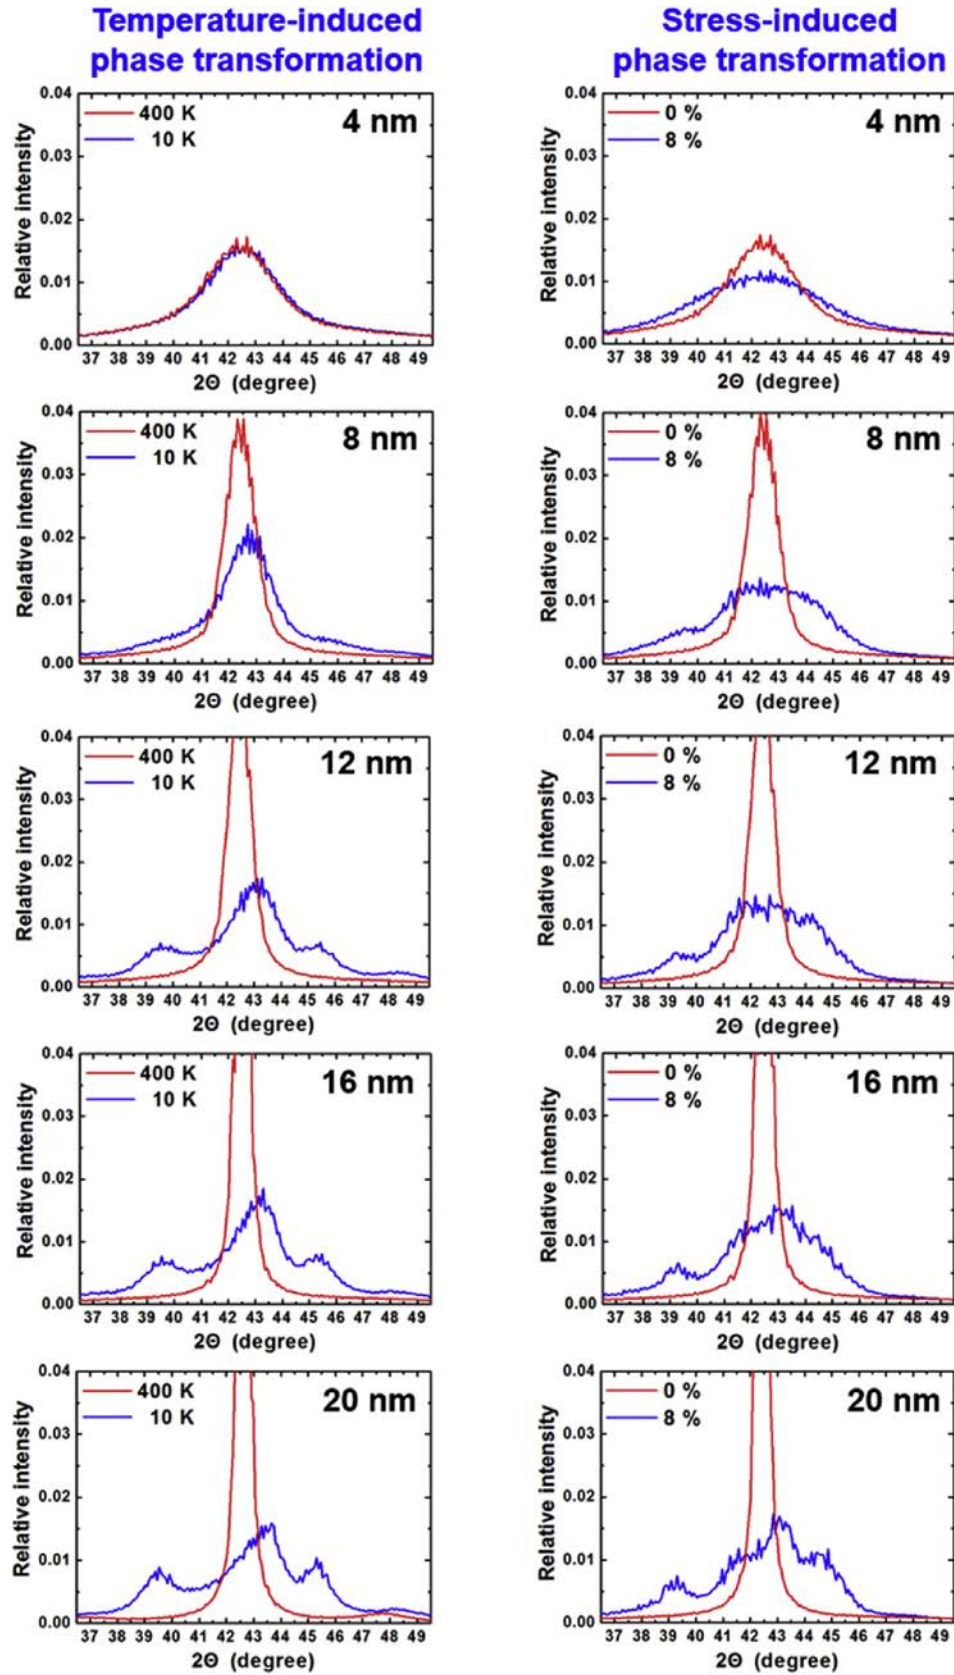 Temperature-induced
phase transformation
Stress-induced
phase transformation
0.04
0.03
0.02
0.01
0.00
Relative intensity
400 K
10 K
4 nm
37 38 39 40 41 42 43 44 45 46 47 48 49
2Θ (degree)
0.04
0.03
0.02
0.01
0.00
Relative intensity
0 %
8 %
4 nm
37 38 39 40 41 42 43 44 45 46 47 48 49
2Θ (degree)
0.04
0.03
0.02
0.01
0.00
Relative intensity
400 K
10 K
8 nm
37 38 39 40 41 42 43 44 45 46 47 48 49
2Θ (degree)
0.04
0.03
0.02
0.01
0.00
Relative intensity
0 %
8 %
8 nm
37 38 39 40 41 42 43 44 45 46 47 48 49
2Θ (degree)
0.04
0.03
0.02
0.01
0.00
Relative intensity
400 K
10 K
12 nm
37 38 39 40 41 42 43 44 45 46 47 48 49
2Θ (degree)
0.04
0.03
0.02
0.01
0.00
Relative intensity
0 %
8 %
12 nm
37 38 39 40 41 42 43 44 45 46 47 48 49
2Θ (degree)
0.04
0.03
0.02
0.01
0.00
Relative intensity
400 K
10 K
16 nm
37 38 39 40 41 42 43 44 45 46 47 48 49
2Θ (degree)
0.04
0.03
0.02
0.01
0.00
Relative intensity
0 %
8 %
16 nm
37 38 39 40 41 42 43 44 45 46 47 48 49
2Θ (degree)
0.04
0.03
0.02
0.01
0.00
Relative intensity
400 K
10 K
20 nm
37 38 39 40 41 42 43 44 45 46 47 48 49
2Θ (degree)
0.04
0.03
0.02
0.01
0.00
Relative intensity
0 %
8 %
20 nm
37 38 39 40 41 42 43 44 45 46 47 48 49
2Θ (degree)